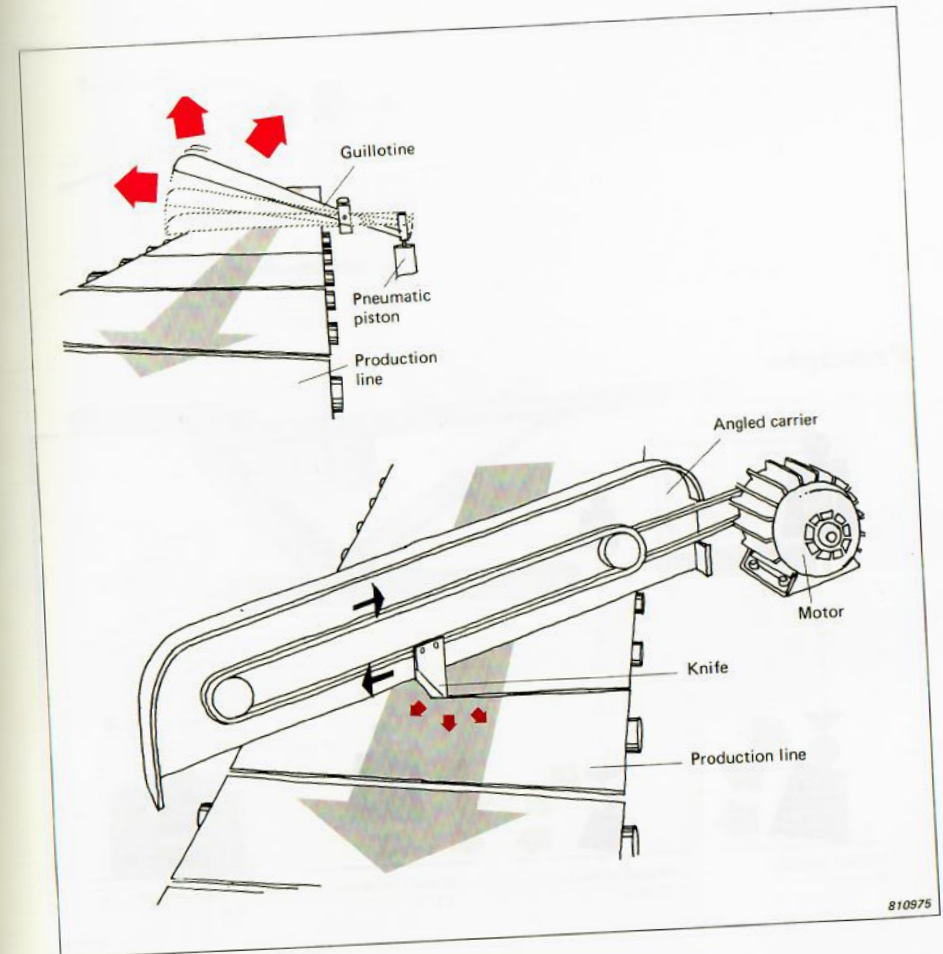 Guillotine
Pneumatic
piston
Production
line
Angled carrier
Motor
Knife
Production line
810975